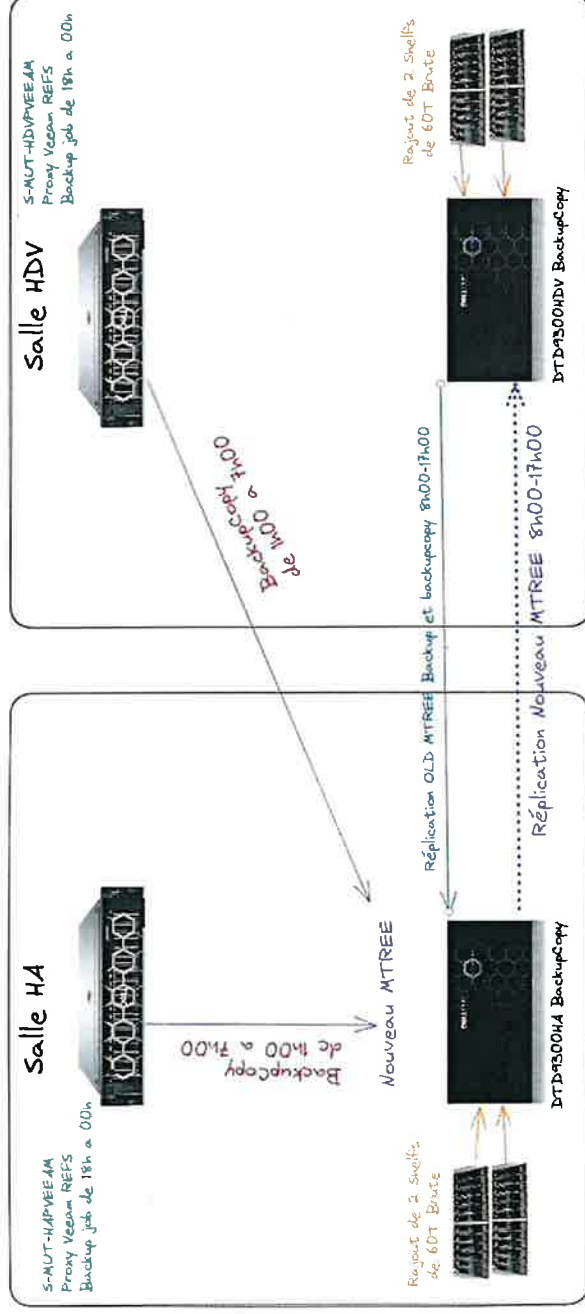 Salle HA
S-MUT-HAPVEEAM
Proxy Veeam REFS
Backup job de 18h a 00h
BackupCopy
de 1h00 a 7h00
Nouveau MTREE
Rajout de 2 Shelfs
de 60T Brute
DTD9300HA BackupCopy
Salle HDV
S-MUT-HDVPVEEAM
Proxy Veeam REFS
Backup job de 18h a 00h
BackupCopy
de 1h00 a 7h00
Réplication OLD MTREE Backup et backupcopy 8h00-17h00
Réplication Nouveau MTREE 8h00-17h00
Rajout de 2 Shelfs
de 60T Brute
DTD9300HDV BackupCopy